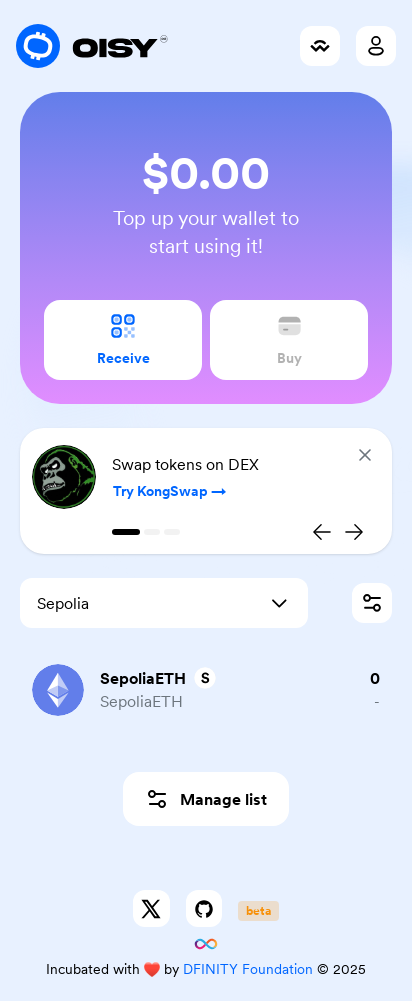 OISY
$0.00
Top up your wallet to
start using it!
Receive
Buy
Swap tokens on DEX
Try KongSwap →
Sepolia
SepoliaETH S 0
SepoliaETH -
Manage list
beta
Incubated with ❤️ by DFINITY Foundation © 2025